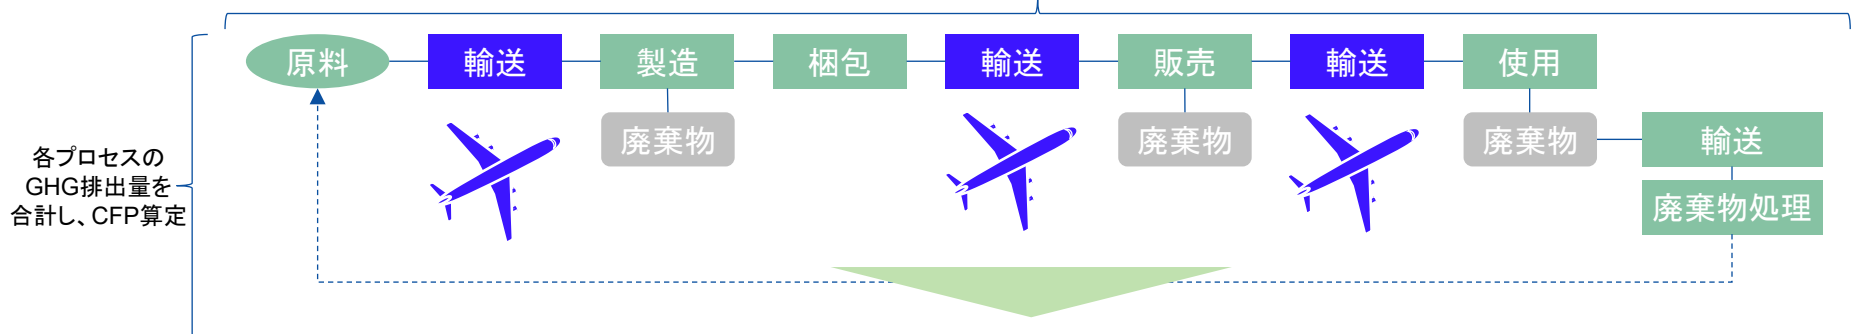 原料
輸送
製造
梱包
輸送
販売
輸送
使用
廃棄物
廃棄物
廃棄物
輸送
廃棄物処理
各プロセスの
GHG排出量を
合計し、CFP算定